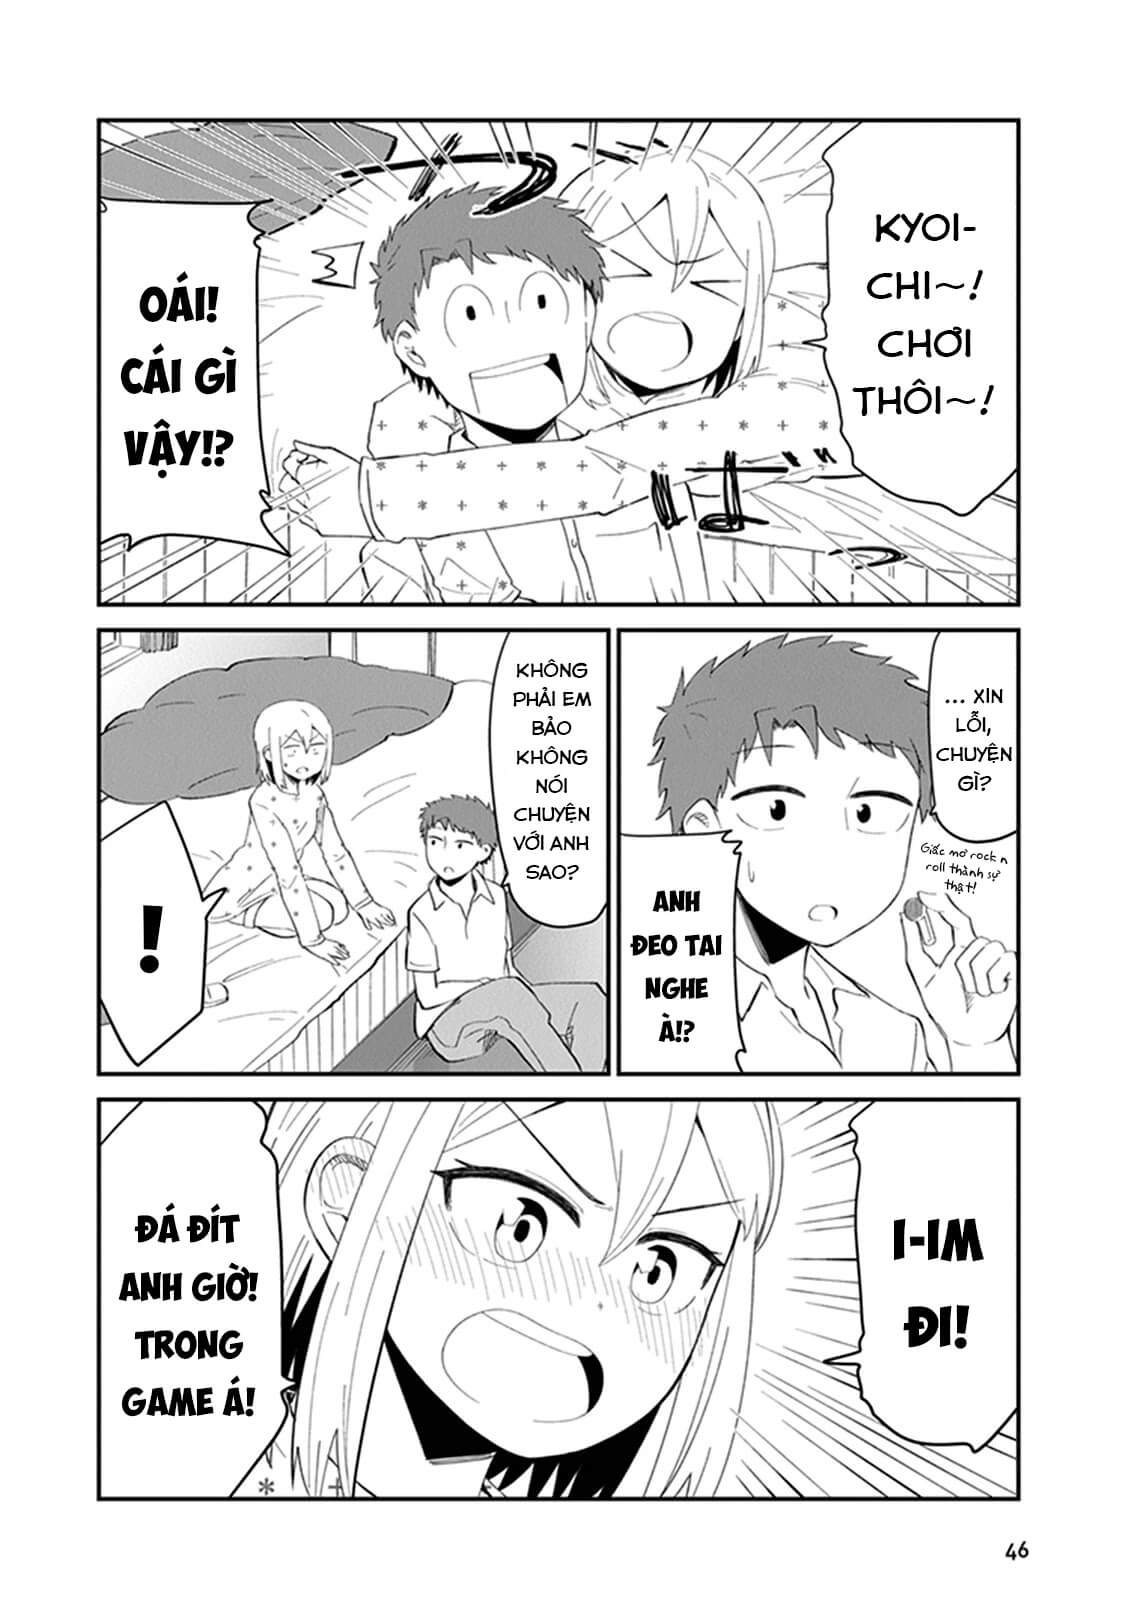 KYOI-
CHI~!
CHƠI
THÔI~!
OÁI!
CÁI GÌ
VẬY!?
... XIN
LỖI,
CHUYỆN
GÌ?
Giấc mơ rock n
roll thành sự
thật!
ANH
ĐEO TAI
NGHE
À!?
KHÔNG
PHẢI EM
BẢO
KHÔNG
NÓI
CHUYỆN
VỚI ANH
SAO?
!
I-IM
ĐI!
ĐÁ ĐÍT
ANH GIỜ!
TRONG
GAME Á!
46